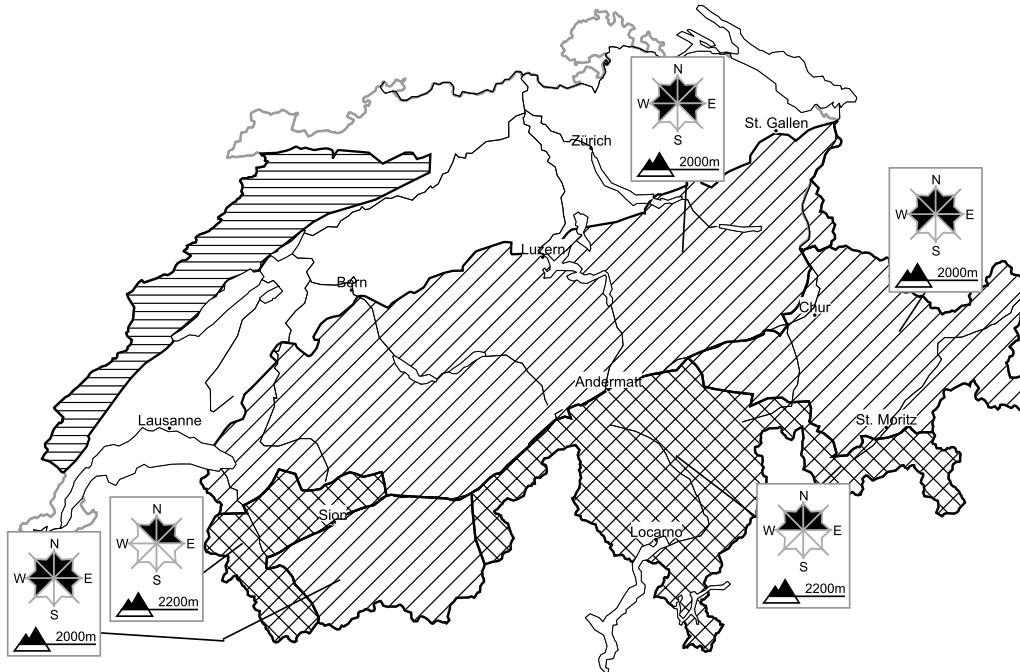 N
W E
S
2000m
St. Gallen
Zürich
N
W E
S
2000m
Luzern
Bern
Chur
Andermatt
Lausanne
St. Moritz
N
W E
S
2200m
Sion
N
W E
S
2200m
Locarno
N
W E
S
2000m